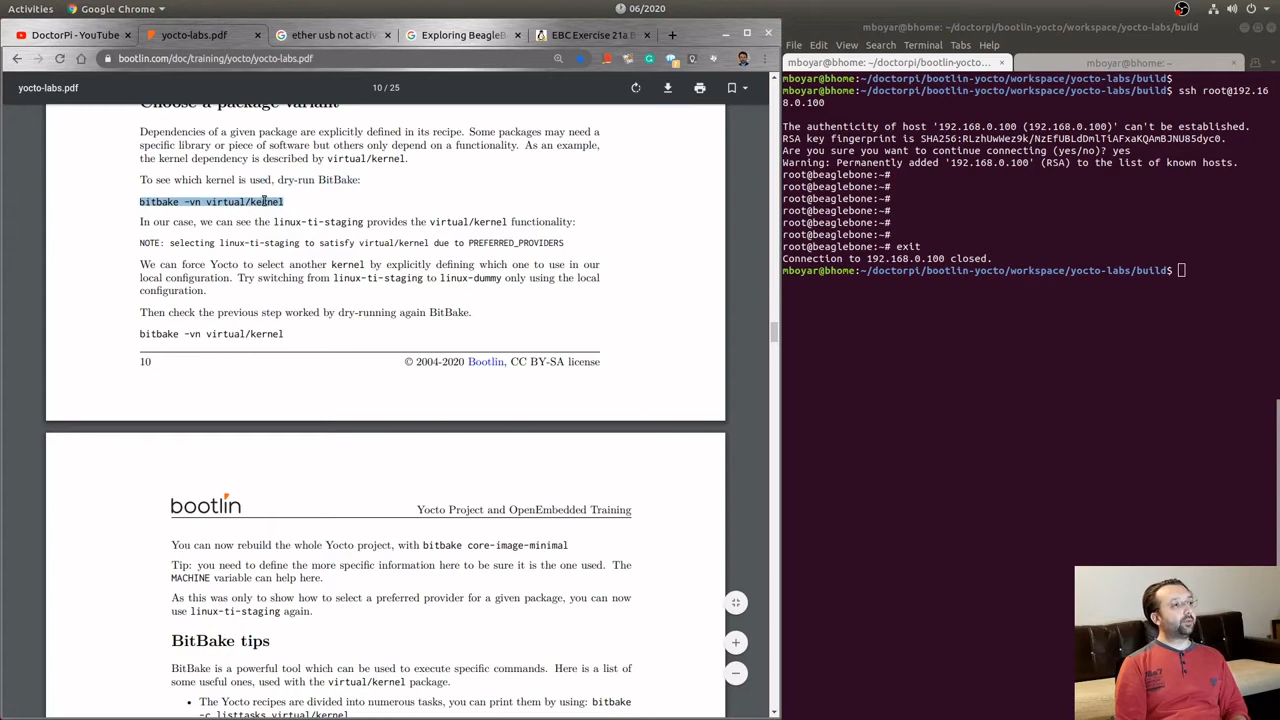 Activities Google Chrome 06/2020
DoctorPi - YouTube
yocto-labs.pdf
ether usb not activ
Exploring BeagleB
EBC Exercise 21a B
bootlin.com/doc/training/yocto/yocto-labs.pdf
yocto-labs.pdf
10 / 25
Choose a package variant
Dependencies of a given package are explicitly defined in its recipe. Some packages may need a
specific library or piece of software but others only depend on a functionality. As an example,
the kernel dependency is described by virtual/kernel.
To see which kernel is used, dry-run BitBake:
bitbake -vn virtual/kernel
In our case, we can see the linux-ti-staging provides the virtual/kernel functionality:
NOTE: selecting linux-ti-staging to satisfy virtual/kernel due to PREFERRED_PROVIDERS
We can force Yocto to select another kernel by explicitly defining which one to use in our
local configuration. Try switching from linux-ti-staging to linux-dummy only using the local
configuration.
Then check the previous step worked by dry-running again BitBake.
bitbake -vn virtual/kernel
10
© 2004-2020 Bootlin, CC BY-SA license
bootlin
Yocto Project and OpenEmbedded Training
You can now rebuild the whole Yocto project, with bitbake core-image-minimal
Tip: you need to define the more specific information here to be sure it is the one used. The
MACHINE variable can help here.
As this was only to show how to select a preferred provider for a given package, you can now
use linux-ti-staging again.
BitBake tips
BitBake is a powerful tool which can be used to execute specific commands. Here is a list of
some useful ones, used with the virtual/kernel package.
• The Yocto recipes are divided into numerous tasks, you can print them by using: bitbake
-c listtasks virtual/kernel
mboyar@bhome: ~/doctorpi/bootlin-yocto/workspace/yocto-labs/build
File Edit View Search Terminal Tabs Help
mboyar@bhome: ~/doctorpi/bootlin-yocto...
mboyar@bhome: ~
mboyar@bhome:~/doctorpi/bootlin-yocto/workspace/yocto-labs/build$
mboyar@bhome:~/doctorpi/bootlin-yocto/workspace/yocto-labs/build$ ssh root@192.16
8.0.100
The authenticity of host '192.168.0.100 (192.168.0.100)' can't be established.
RSA key fingerprint is SHA256:RLzhUwWez9k/NzEfUBLdDmlTiAFxaKQAmBJNU85dyc0.
Are you sure you want to continue connecting (yes/no)? yes
Warning: Permanently added '192.168.0.100' (RSA) to the list of known hosts.
root@beaglebone:~#
root@beaglebone:~#
root@beaglebone:~#
root@beaglebone:~#
root@beaglebone:~#
root@beaglebone:~#
root@beaglebone:~# exit
Connection to 192.168.0.100 closed.
mboyar@bhome:~/doctorpi/bootlin-yocto/workspace/yocto-labs/build$